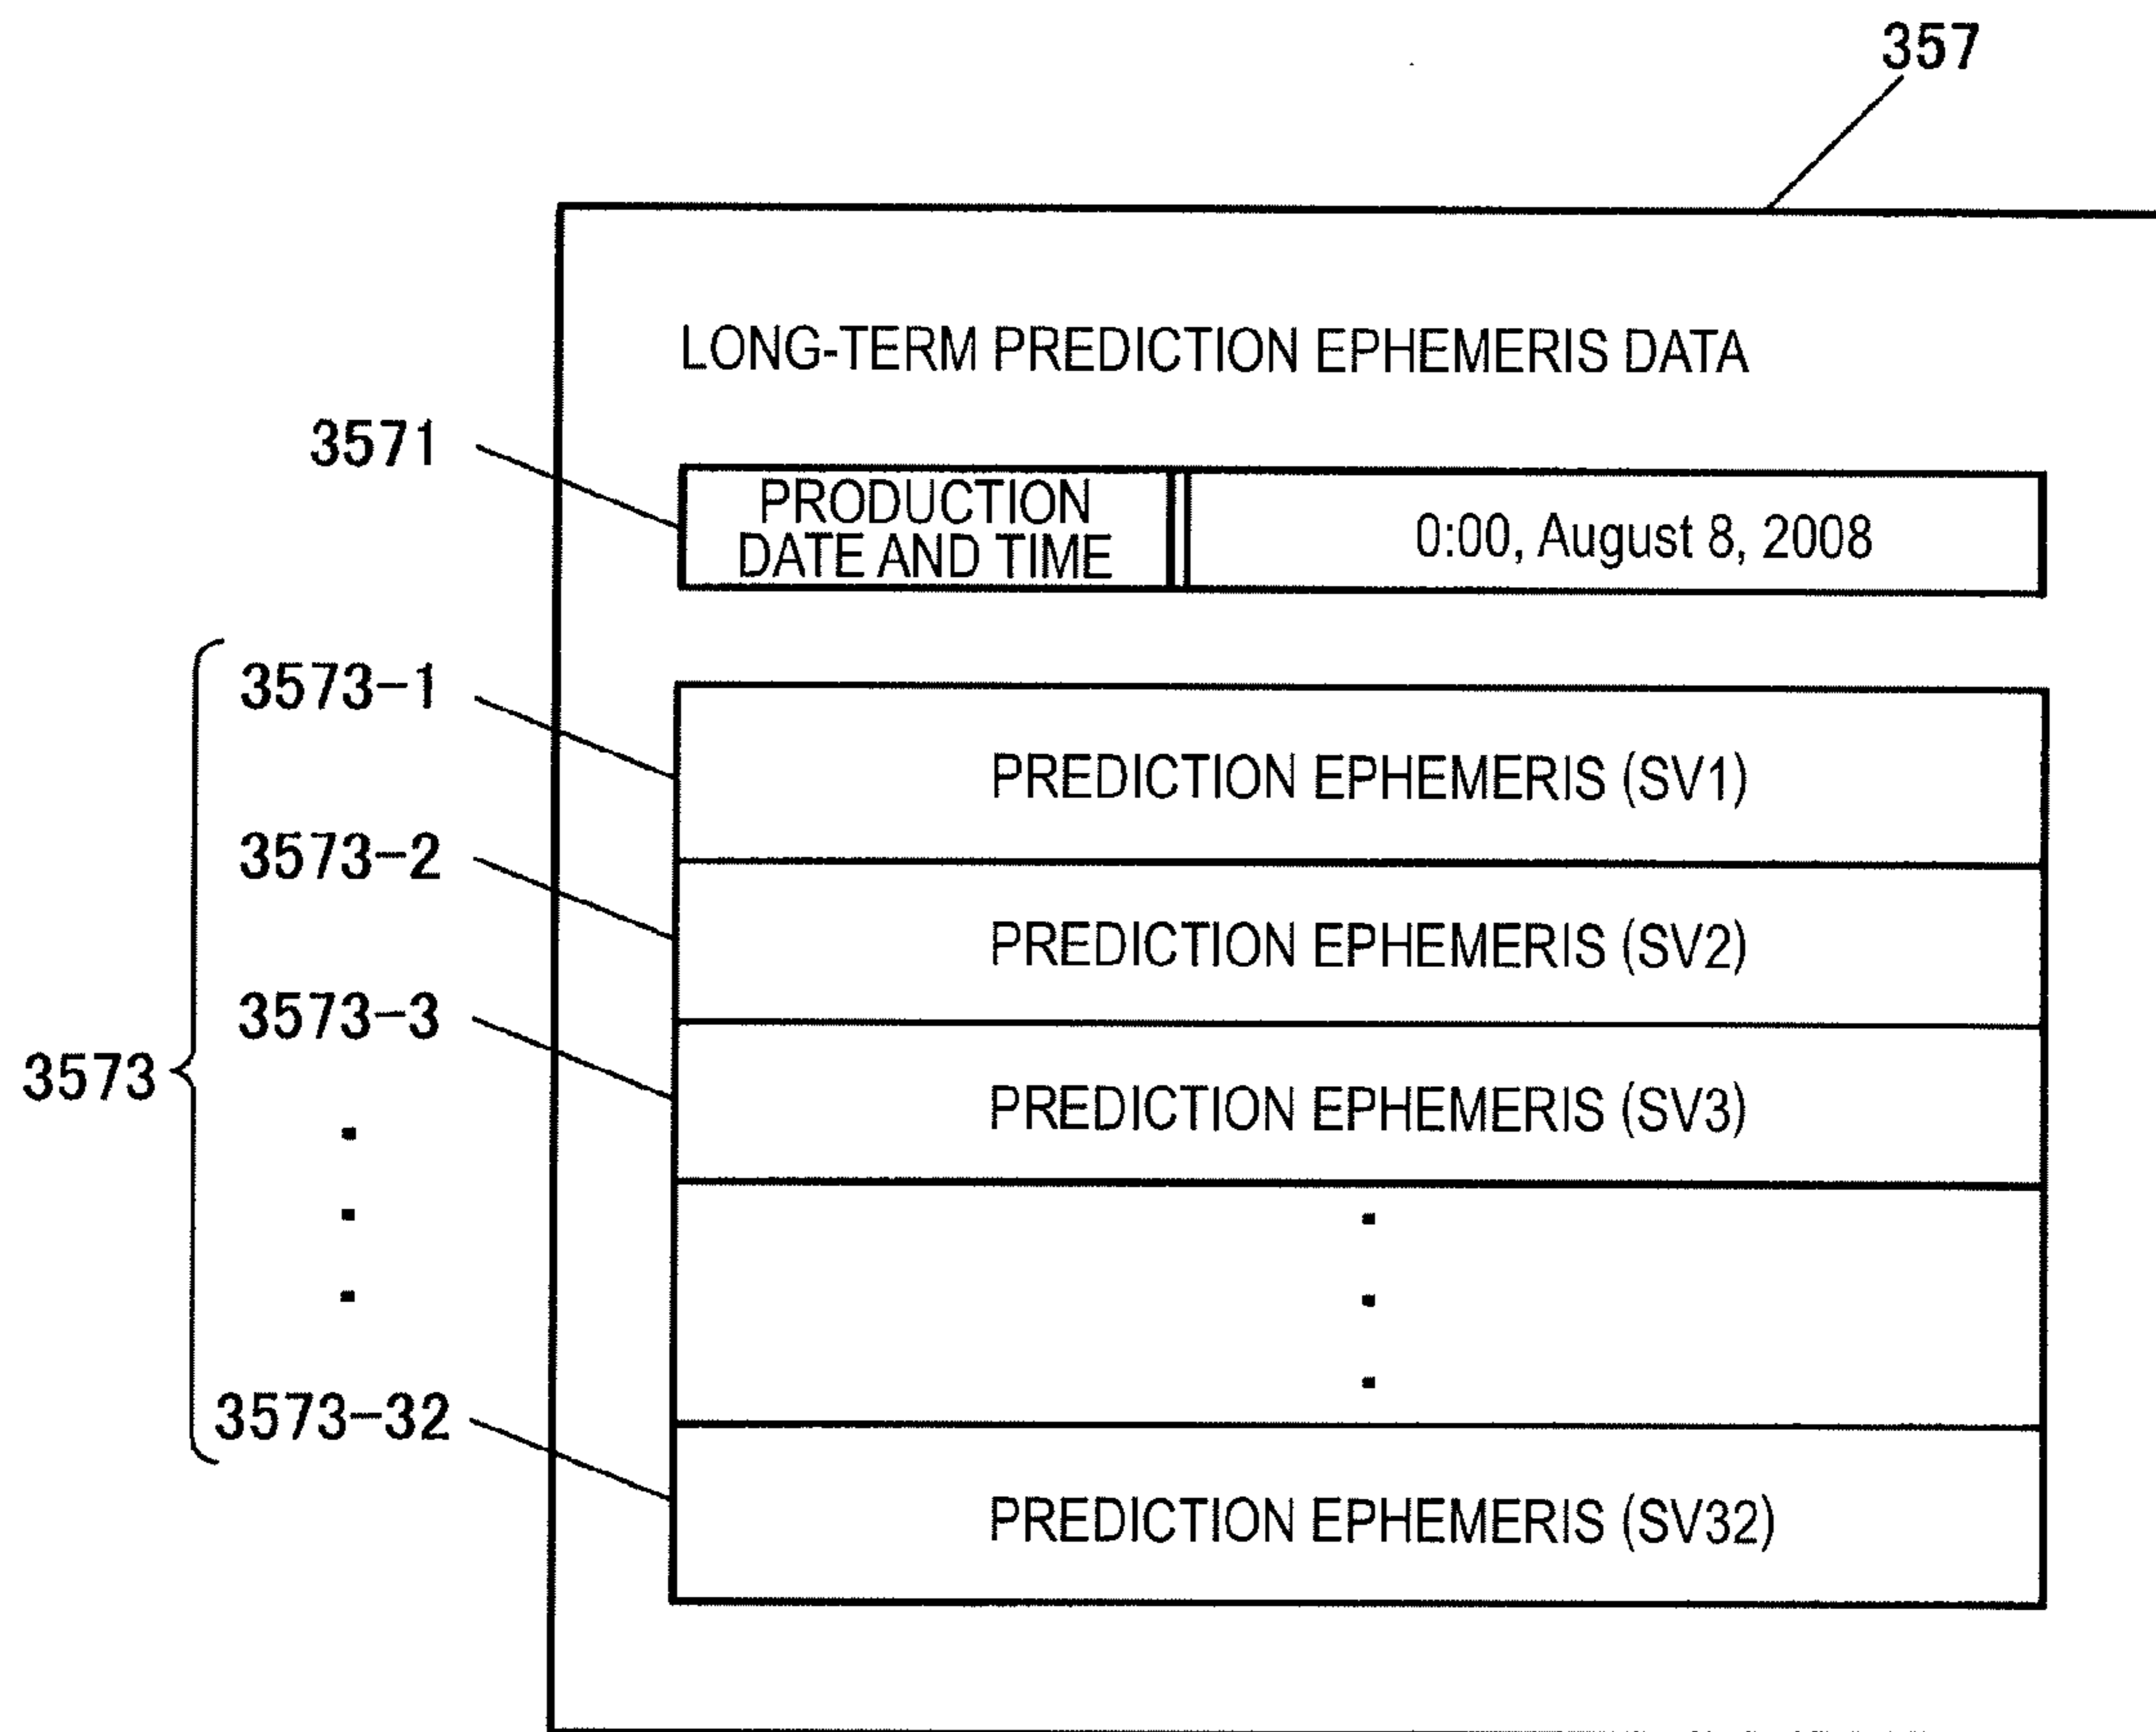 357
LONG-TERM PREDICTION EPHEMERIS DATA
3571
PRODUCTION
DATE AND TIME
0:00, August 8, 2008
3573-1
PREDICTION EPHEMERIS (SV1)
3573-2
PREDICTION EPHEMERIS (SV2)
3573-3
PREDICTION EPHEMERIS (SV3)
3573
3573-32
PREDICTION EPHEMERIS (SV32)